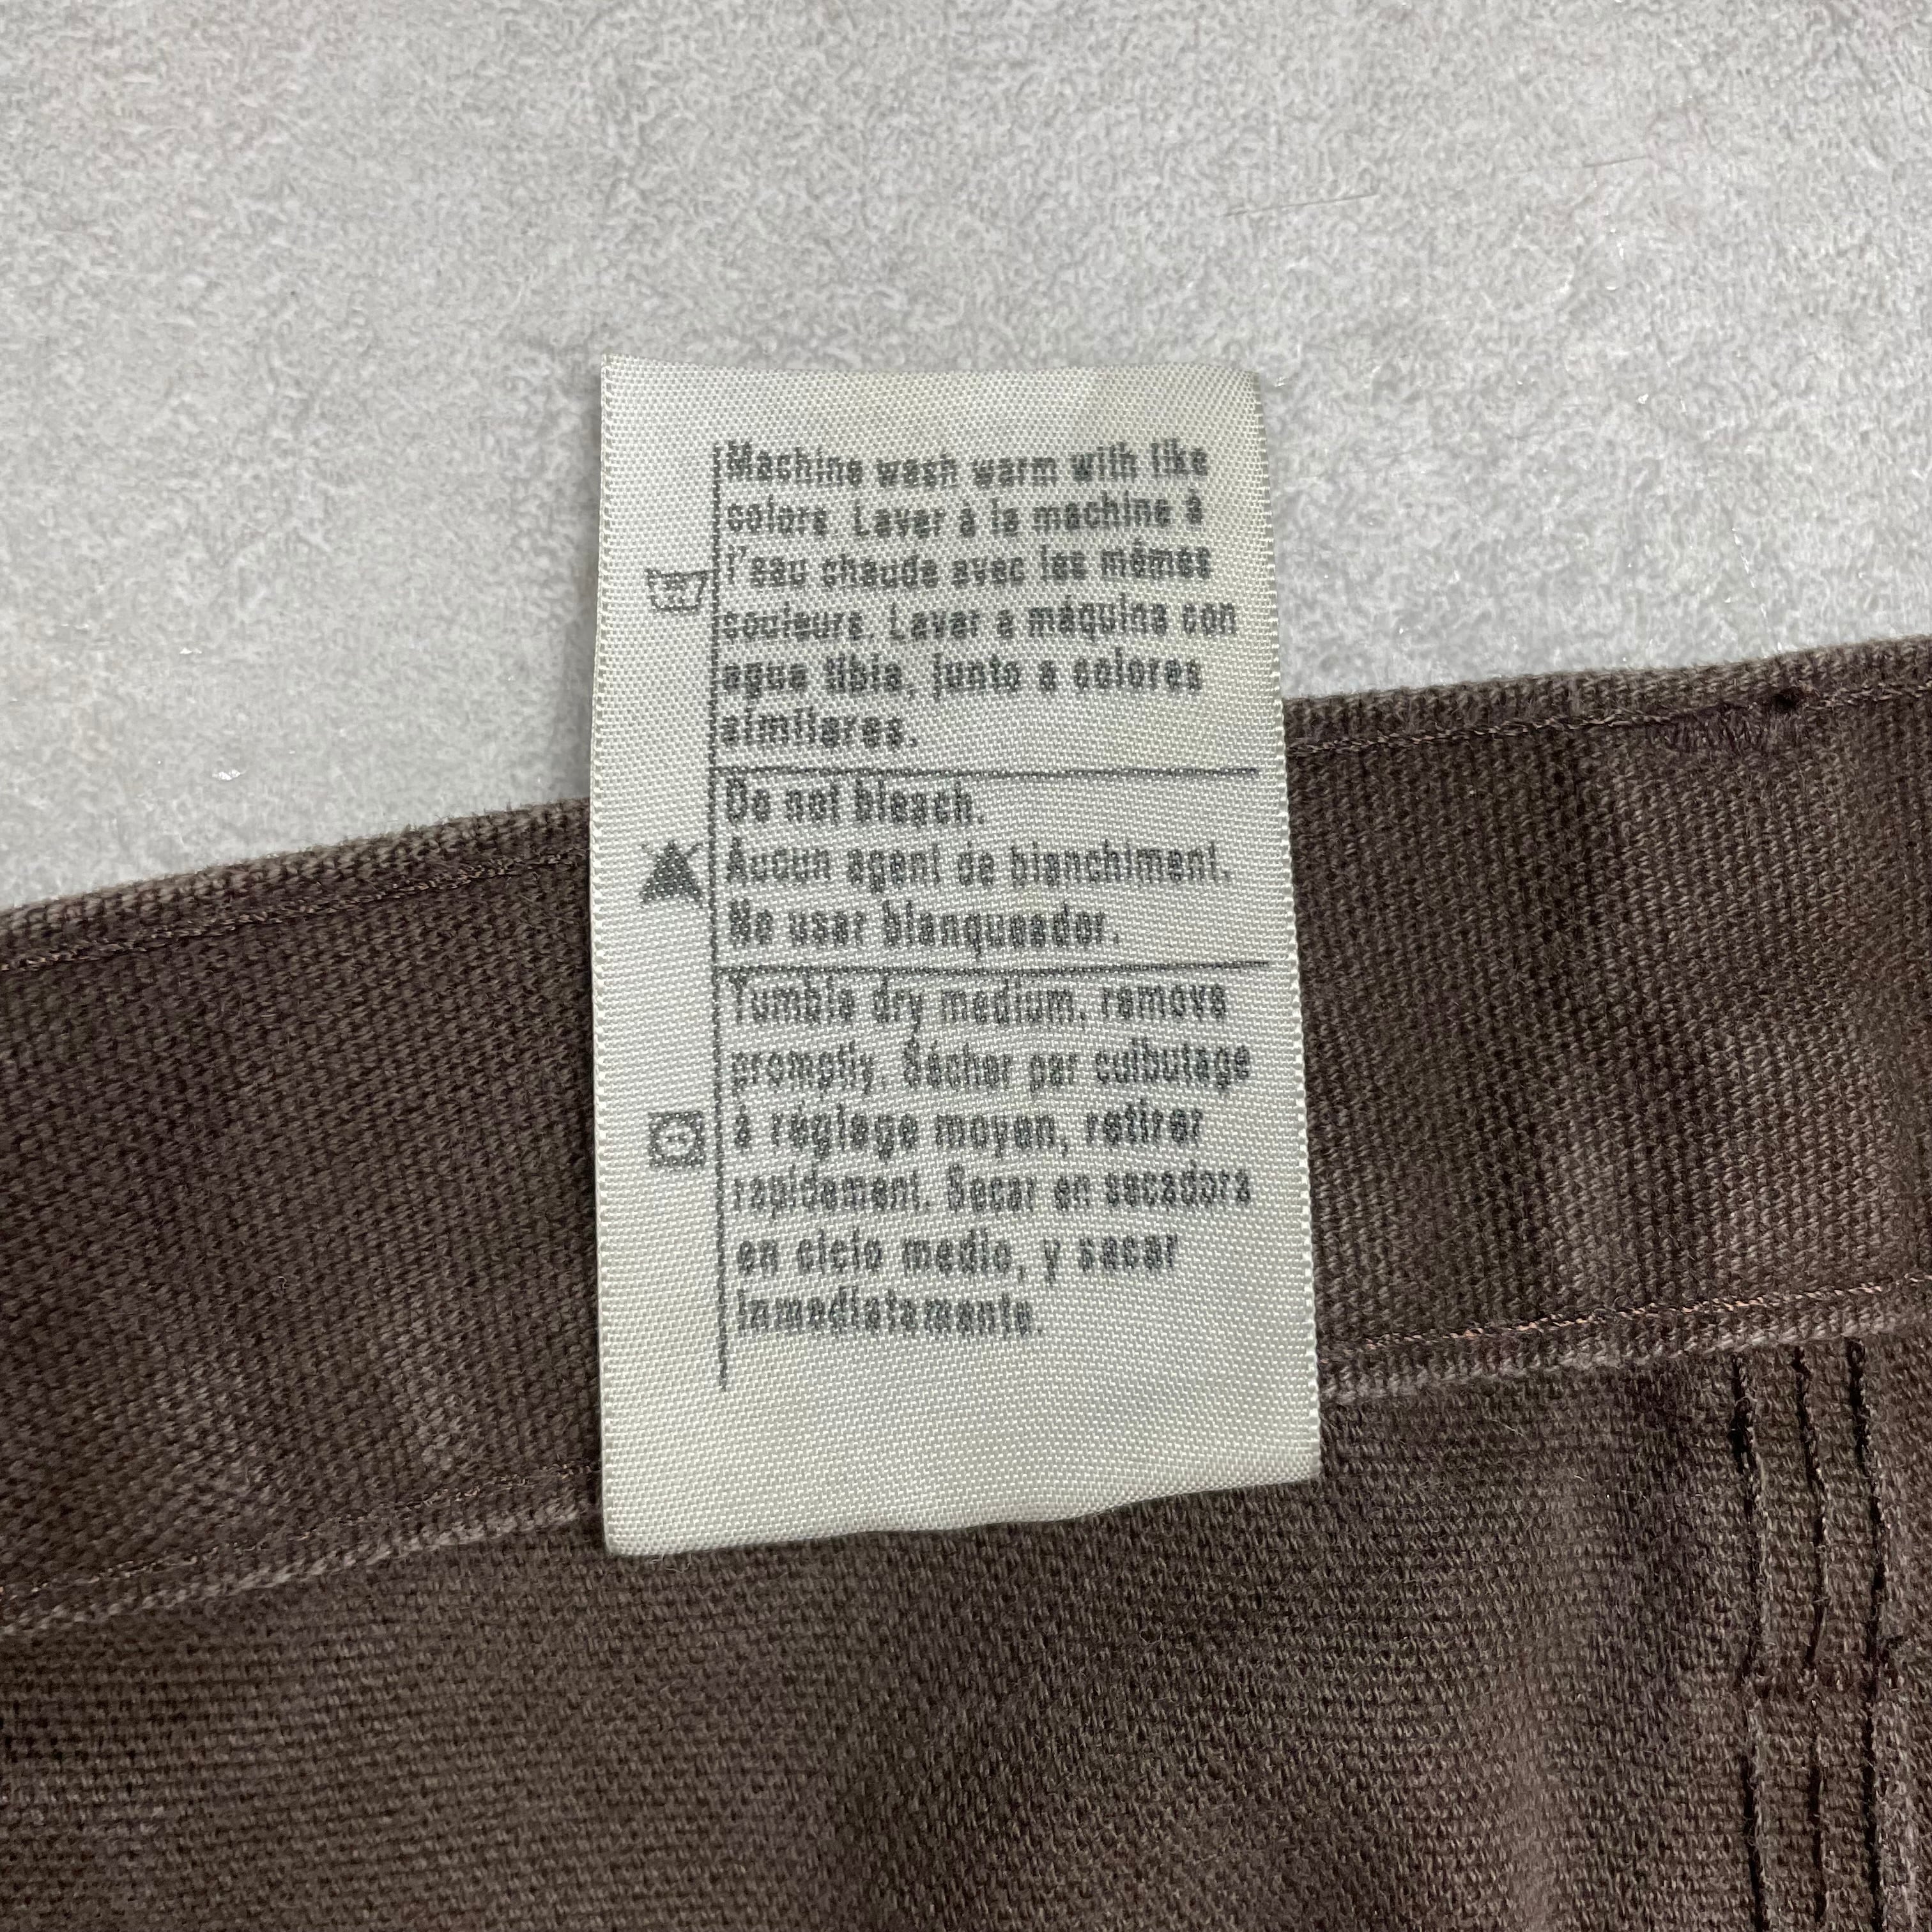 Machine wash warm with like
colors. Laver à la machine à
l'eau chaude avec les mêmes
couleurs. Lavar a máquina con
agua tibia, junto a colores
similares.
Do not bleach.
Aucun agent de blanchiment.
No usar blanqueador.
Tumble dry medium, remove
promptly. Sécher par culbutage
à réglage moyen, retirer
rapidement. Secar en secadora
en ciclo medio, y sacar
inmediatamente.